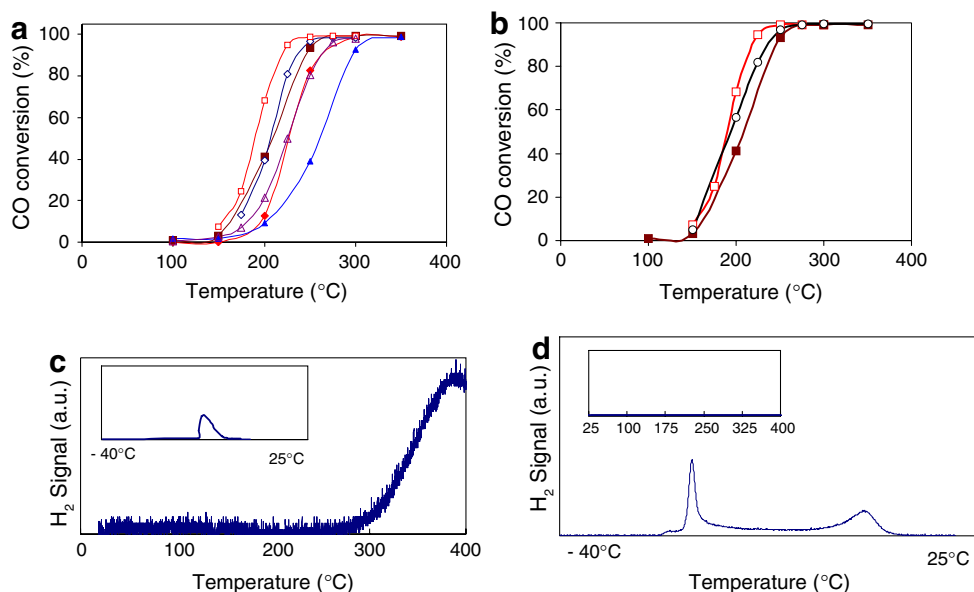 a
CO conversion (%)
100
80
60
40
20
0
0 100 200 300 400
Temperature (°C)
b
CO conversion (%)
100
80
60
40
20
0
0 100 200 300 400
Temperature (°C)
c
H2 Signal (a.u.)
- 40°C 25°C
0 100 200 300 400
Temperature (°C)
d
H2 Signal (a.u.)
25 100 175 250 325 400
- 40°C 25°C
Temperature (°C)